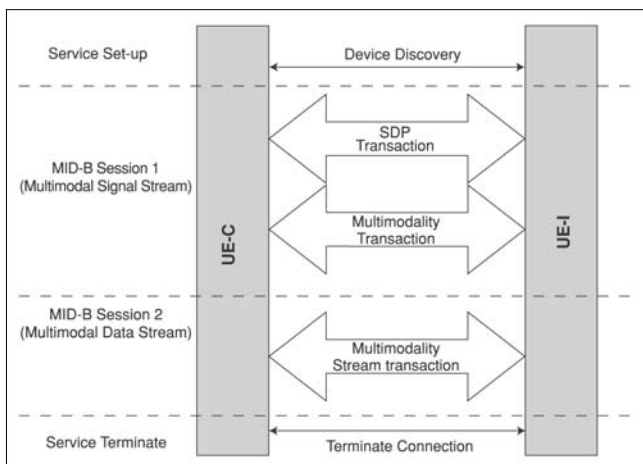 Service Set-up
Device Discovery
SDP
Transaction
MID-B Session 1
(Multimodal Signal Stream)
Multimodality
Transaction
UE-C
UE-I
MID-B Session 2
(Multimodal Data Stream)
Multimodality
Stream transaction
Service Terminate
Terminate Connection